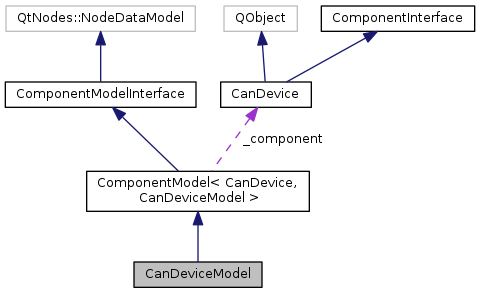 QtNodes::NodeDataModel
QObject
ComponentInterface
ComponentModelInterface
CanDevice
_component
ComponentModel< CanDevice,
CanDeviceModel >
CanDeviceModel